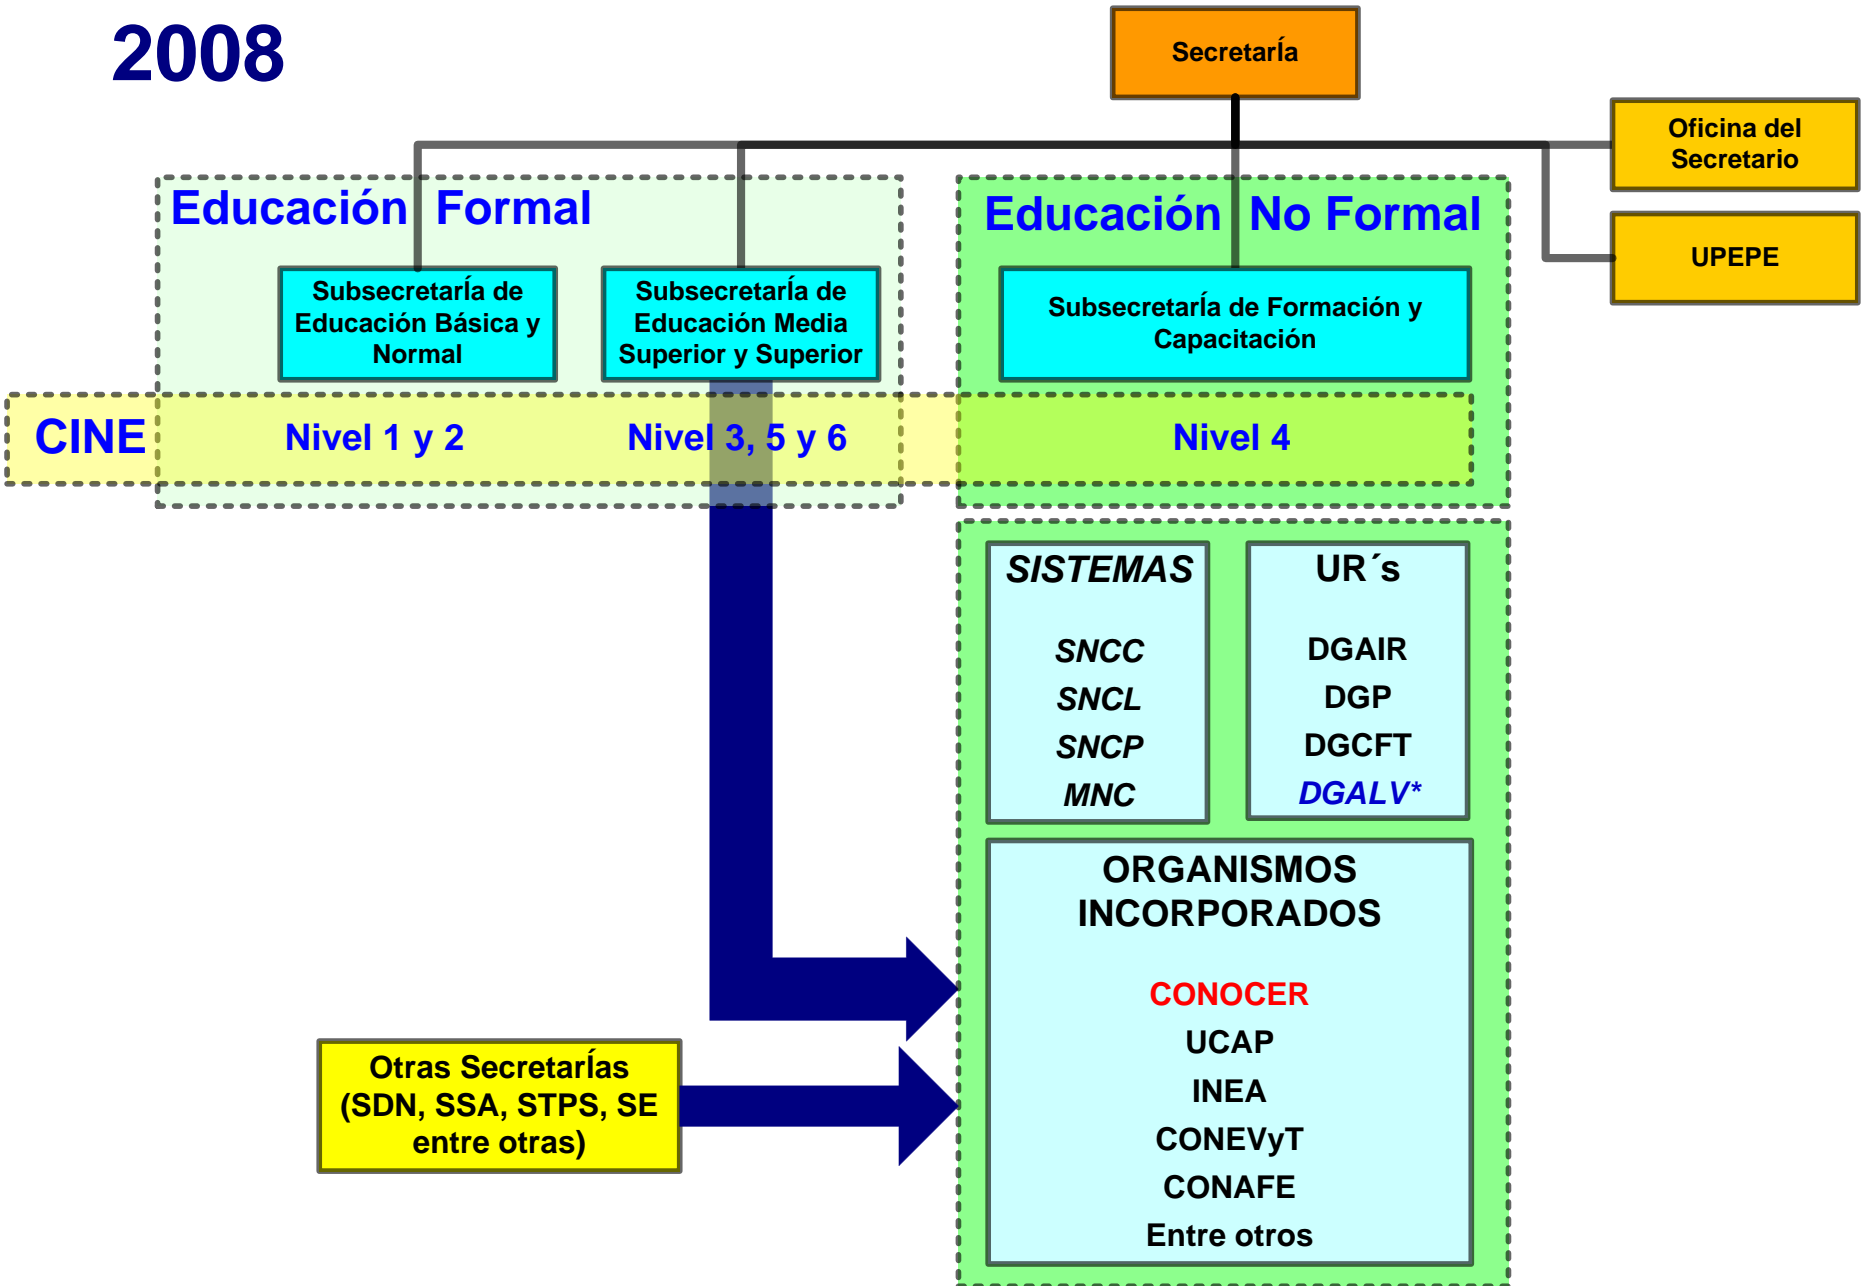 2008
SecretarÍa
Oficina del
Secretario
UPEPE
Educación Formal
Educación No Formal
SubsecretarÍa de
Educación Básica y
Normal
SubsecretarÍa de
Educación Media
Superior y Superior
SubsecretarÍa de Formación y
Capacitación
CINE
Nivel 1 y 2
Nivel 3, 5 y 6
Nivel 4
SISTEMAS
SNCC
SNCL
SNCP
MNC
UR´s
DGAIR
DGP
DGCFT
DGALV*
ORGANISMOS
INCORPORADOS
CONOCER
UCAP
INEA
CONEVyT
CONAFE
Entre otros
Otras SecretarÍas
(SDN, SSA, STPS, SE
entre otras)